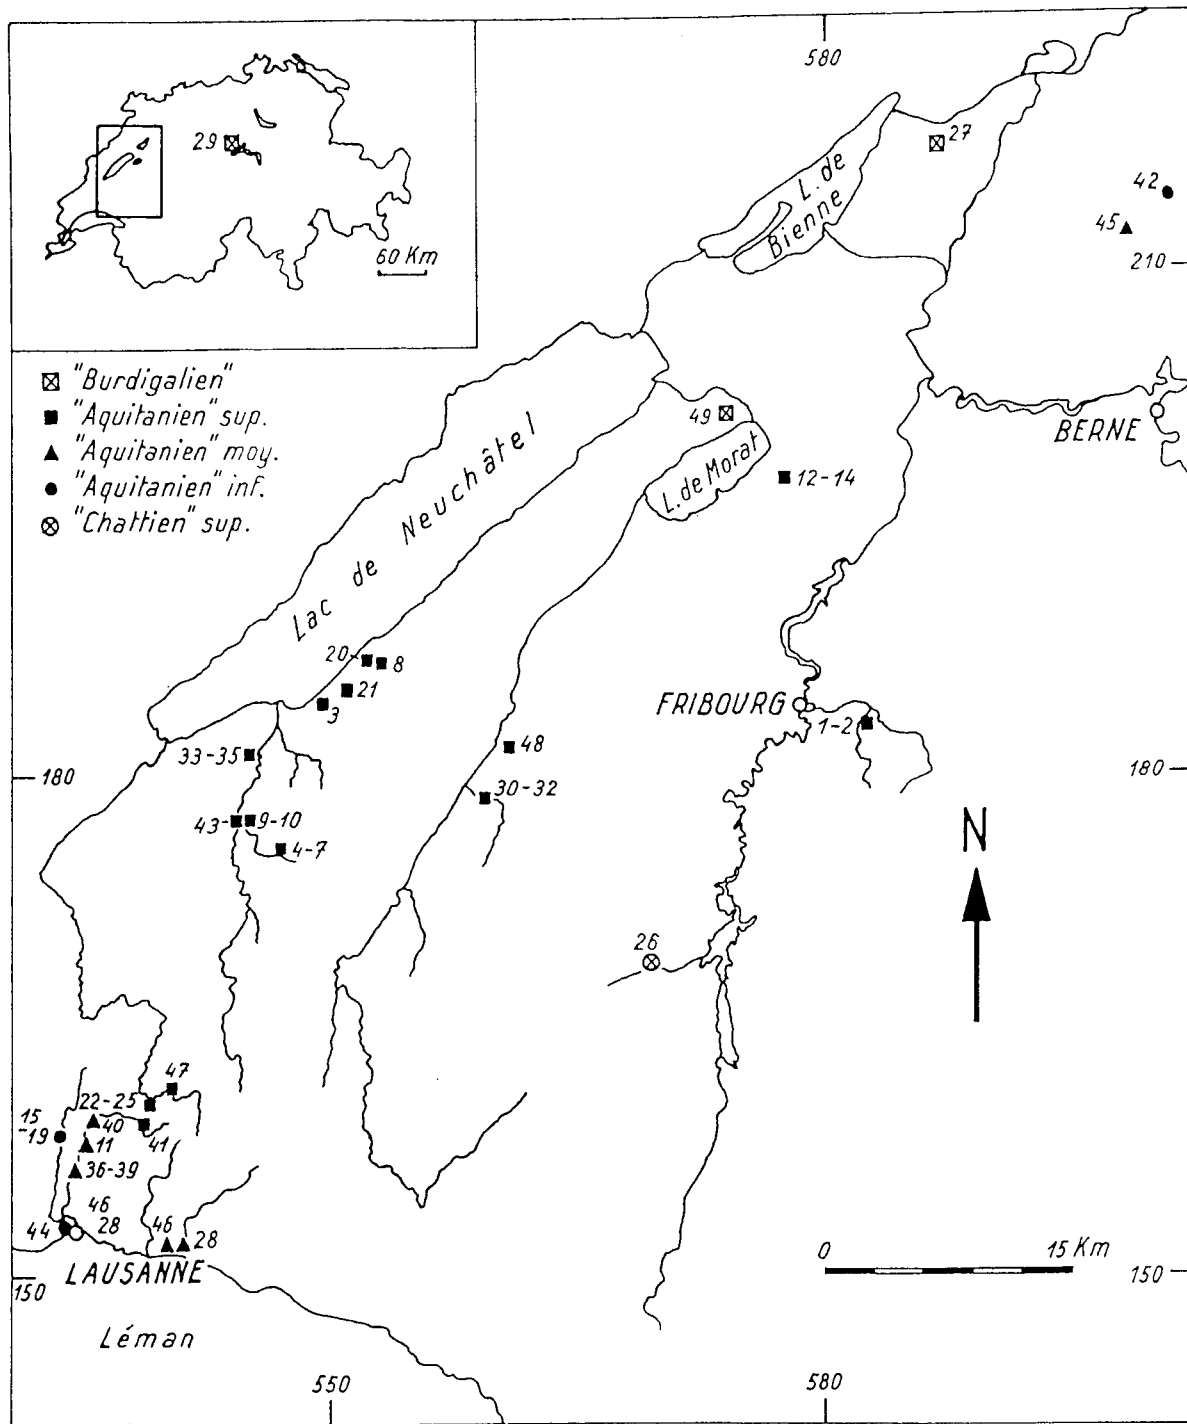 580
29
60 Km
27
L. de
Bienne
42
45
210
"Burdigalien"
"Aquitanien" sup.
"Aquitanien" moy.
"Aquitanien" inf.
"Chattien" sup.
49
BERNE
L. de Morat
12-14
Lac de Neuchâtel
20
8
21
3
FRIBOURG
1-2
48
33-35
180
30-32
180
43
9-10
4-7
N
26
47
22-25
15
-19
40
41
11
36-39
46
28
44
46
28
LAUSANNE
0
15 Km
150
150
Léman
550
580